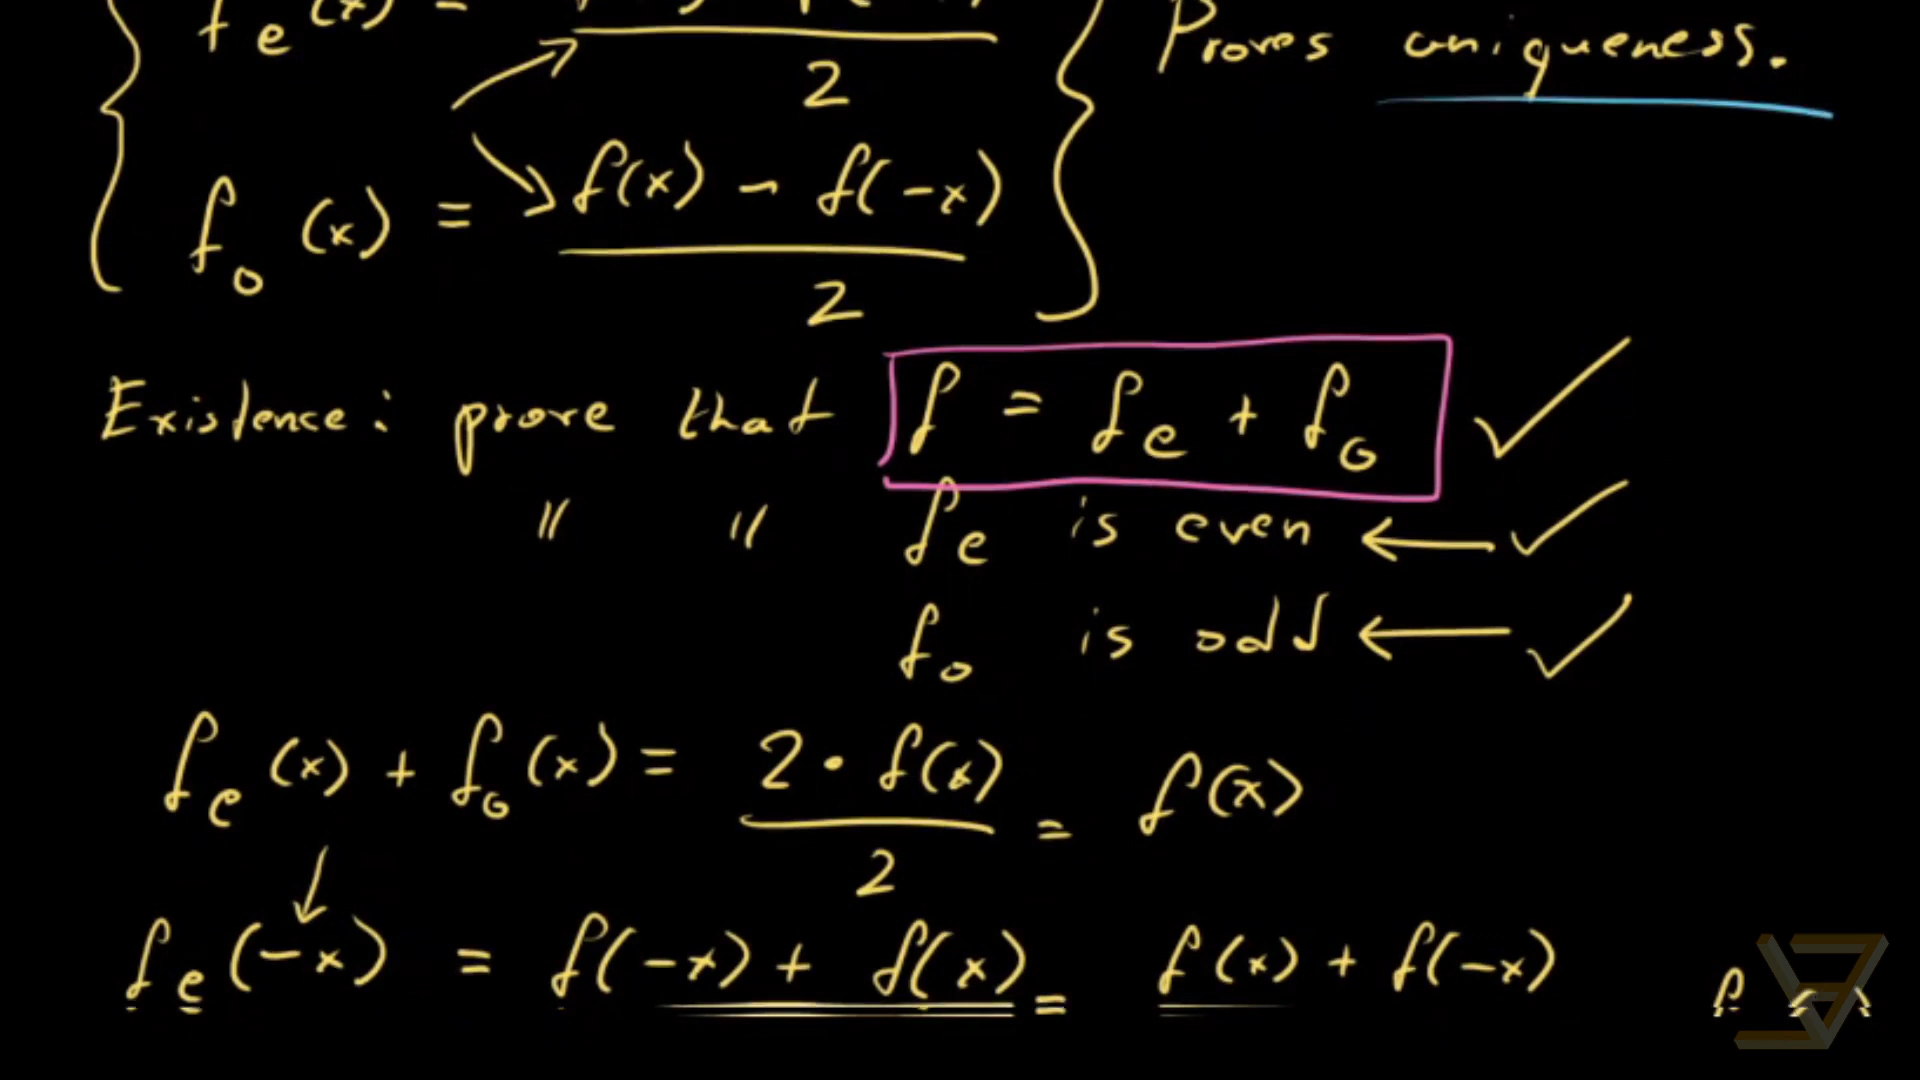 fe(x) =
2
Proves uniqueness.
fo(x) = f(x) - f(-x)
2
Existence: prove that f = fe + fo
" " fe is even ←
fo is odd ←
fe(x) + fo(x) = 2 · f(x) = f(x)
2
fe(-x) = f(-x) + f(x) = f(x) + f(-x)